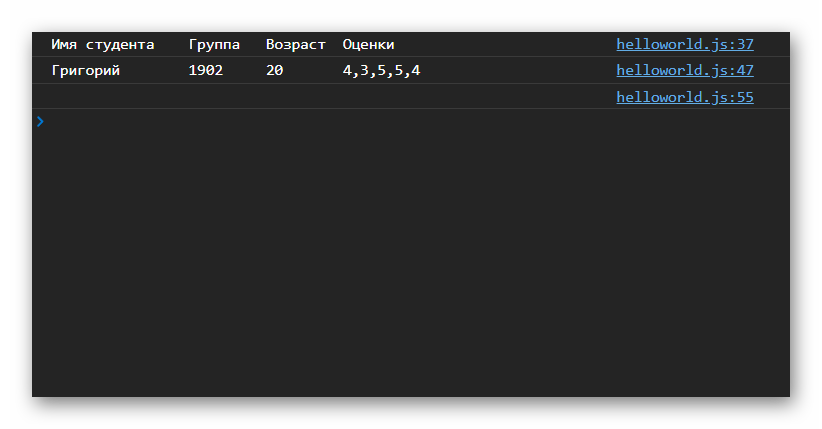 Имя студента Группа Возраст Оценки helloworld.js:37
Григорий 1902 20 4,3,5,5,4 helloworld.js:47
helloworld.js:55